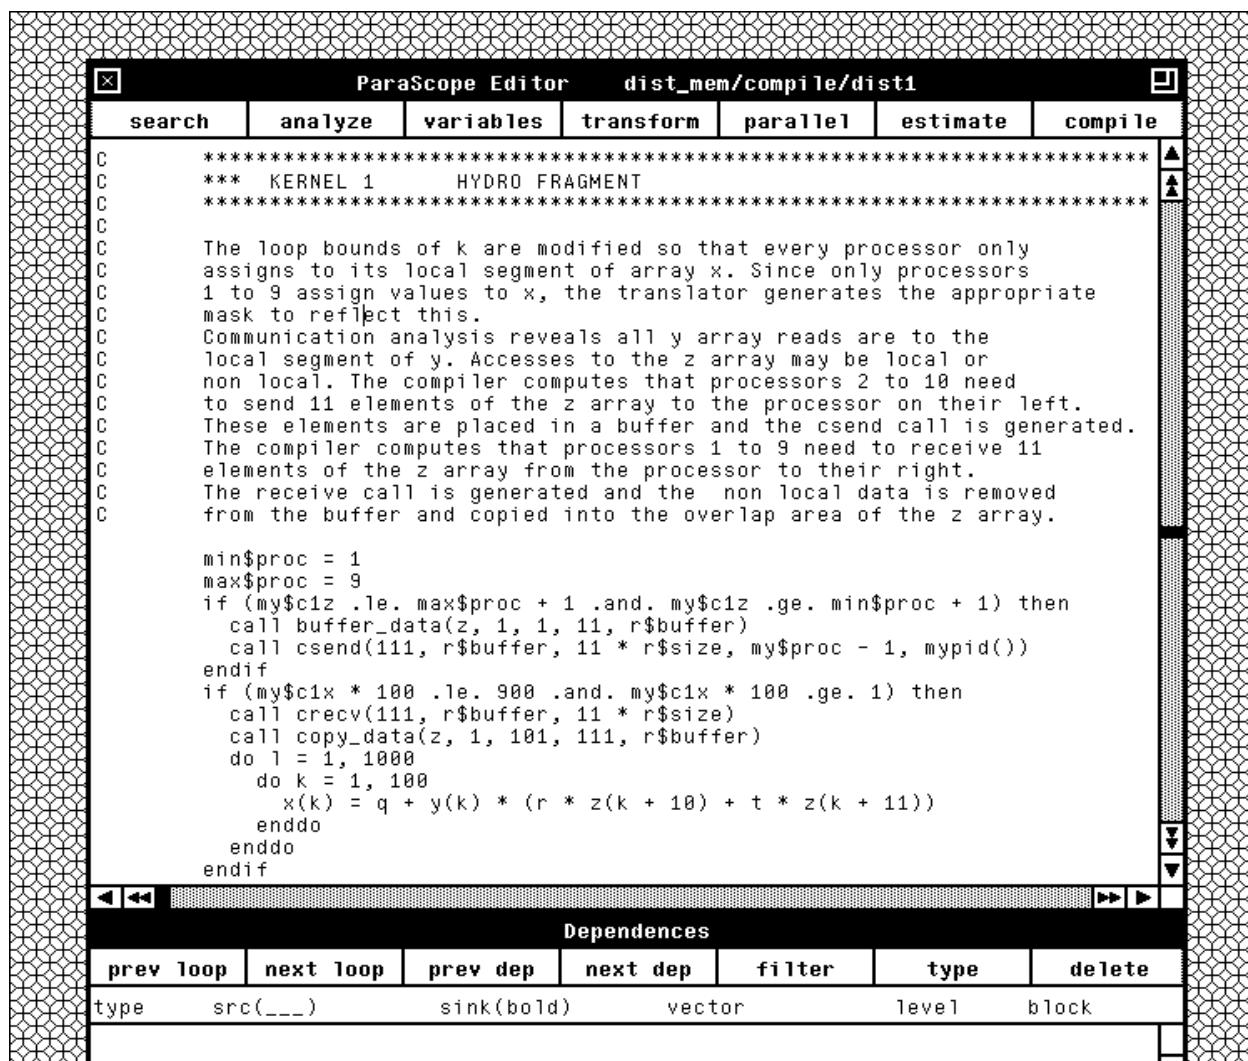 ParaScope Editor dist_mem/compile/dist1
search analyze variables transform parallel estimate compile
C ***********************************************************************
C *** KERNEL 1 HYDRO FRAGMENT
C ***********************************************************************
C
C The loop bounds of k are modified so that every processor only
C assigns to its local segment of array x. Since only processors
C 1 to 9 assign values to x, the translator generates the appropriate
C mask to reflect this.
C Communication analysis reveals all y array reads are to the
C local segment of y. Accesses to the z array may be local or
C non local. The compiler computes that processors 2 to 10 need
C to send 11 elements of the z array to the processor on their left.
C These elements are placed in a buffer and the csend call is generated.
C The compiler computes that processors 1 to 9 need to receive 11
C elements of the z array from the processor to their right.
C The receive call is generated and the non local data is removed
C from the buffer and copied into the overlap area of the z array.
min$proc = 1
max$proc = 9
if (my$c1z .le. max$proc + 1 .and. my$c1z .ge. min$proc + 1) then
call buffer_data(z, 1, 1, 11, r$buffer)
call csend(111, r$buffer, 11 * r$size, my$proc - 1, mypid())
endif
if (my$c1x * 100 .le. 900 .and. my$c1x * 100 .ge. 1) then
call crecv(111, r$buffer, 11 * r$size)
call copy_data(z, 1, 101, 111, r$buffer)
do l = 1, 1000
do k = 1, 100
x(k) = q + y(k) * (r * z(k + 10) + t * z(k + 11))
enddo
enddo
endif
Dependences
prev loop next loop prev dep next dep filter type delete
type src(___) sink(bold) vector level block